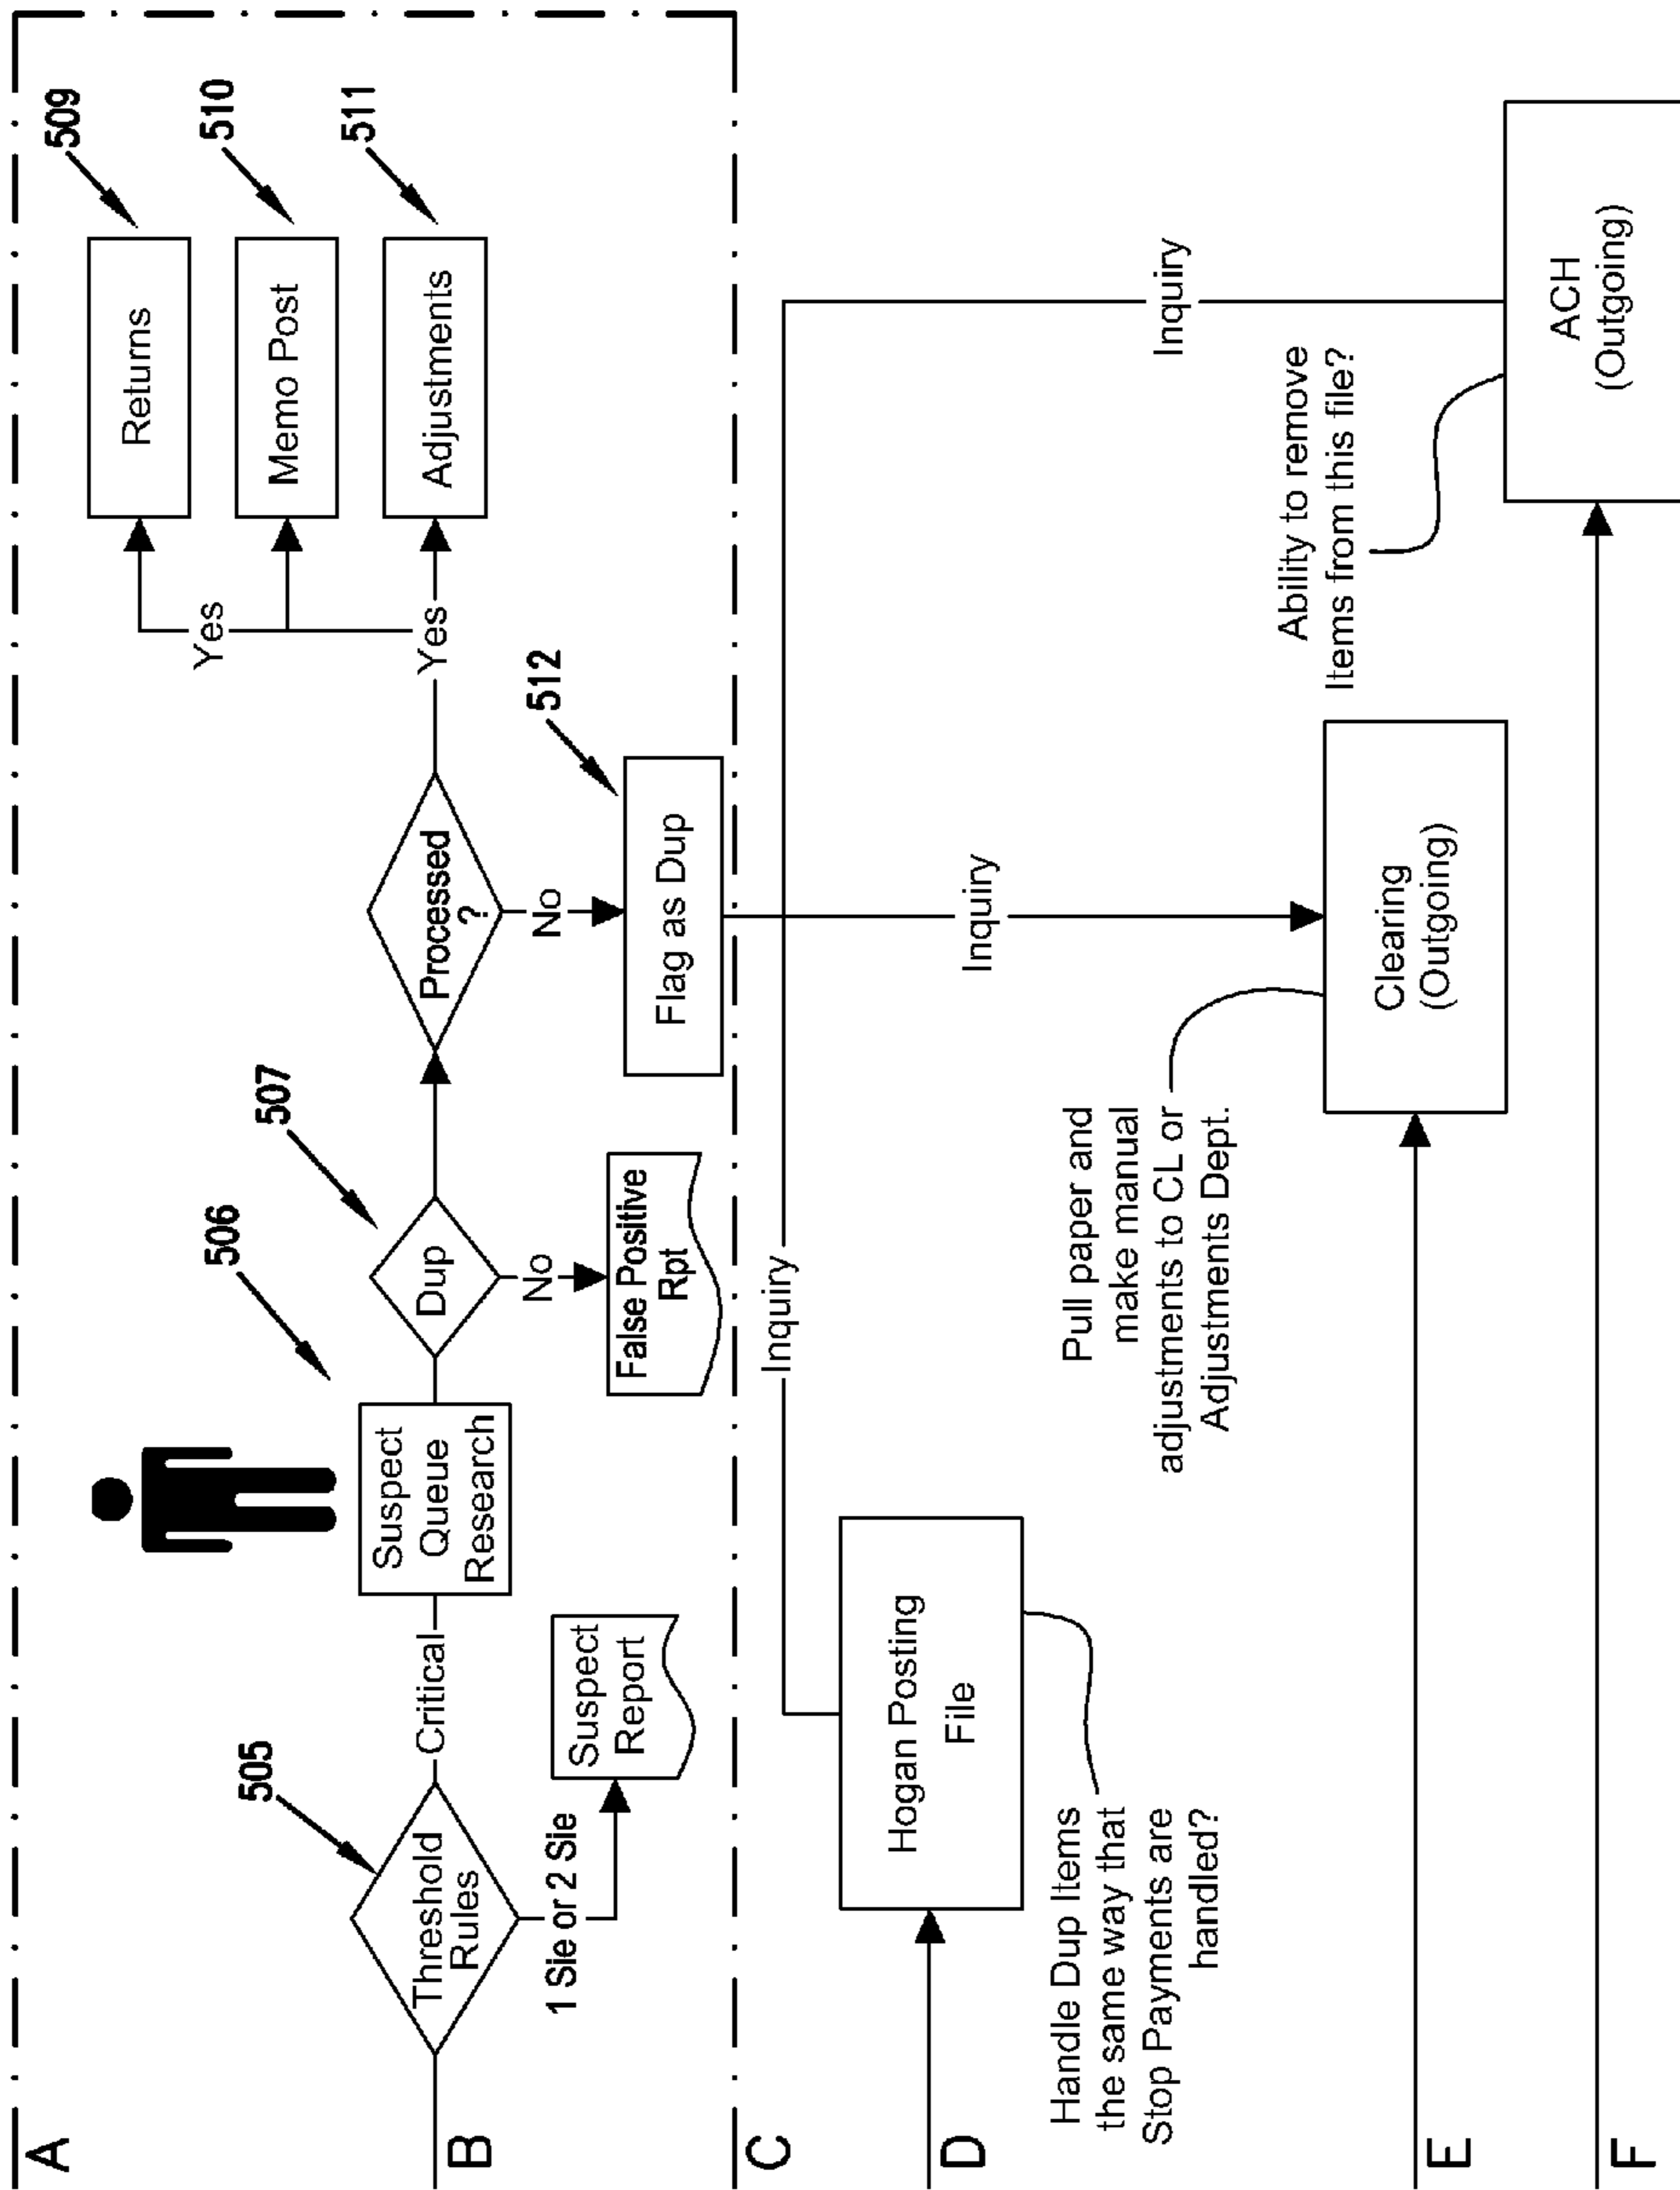 A
B
C
D
E
F
505
Threshold
Rules
Critical
1 Sie or 2 Sie
Suspect
Report
506
Suspect
Queue
Research
507
Dup
No
False Positive
Rpt
Processed
?
No
512
Flag as Dup
Yes
Yes
509
Returns
510
Memo Post
511
Adjustments
Inquiry
Inquiry
Inquiry
Hogan Posting
File
Handle Dup Items
the same way that
Stop Payments are
handled?
Pull paper and
make manual
adjustments to CL or
Adjustments Dept.
Clearing
(Outgoing)
Ability to remove
Items from this file?
ACH
(Outgoing)